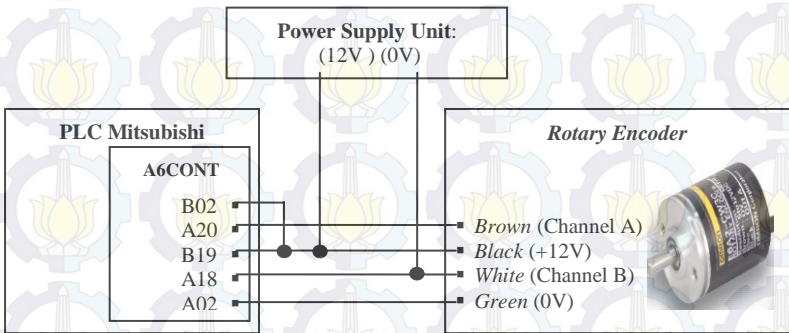 Power Supply Unit:
(12V ) (0V)
PLC Mitsubishi
A6CONT
B02
A20
B19
A18
A02
Rotary Encoder
Brown (Channel A)
Black (+12V)
White (Channel B)
Green (0V)